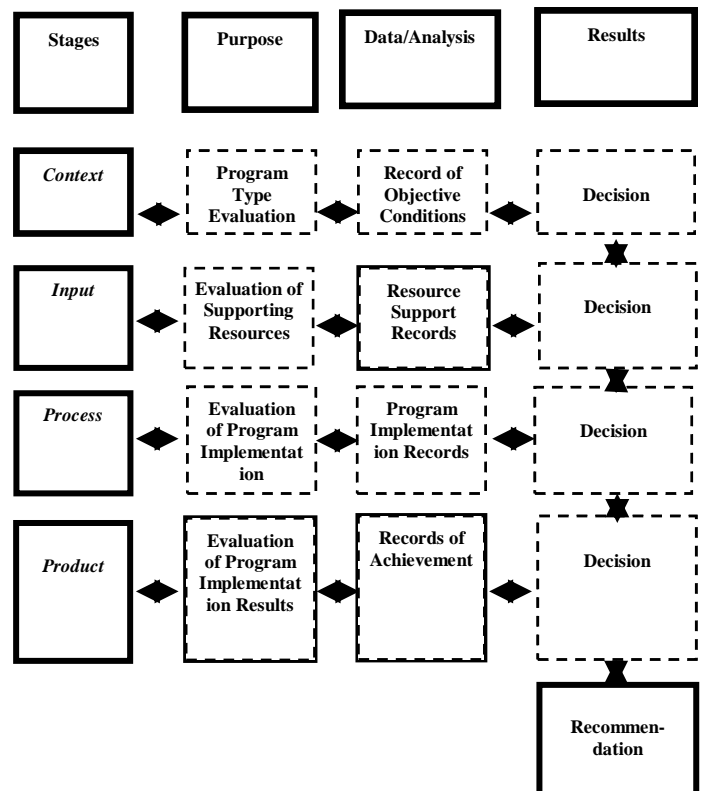 Stages
Purpose
Data/Analysis
Results
Context
Program
Type
Evaluation
Record of
Objective
Conditions
Decision
Input
Evaluation of
Supporting
Resources
Resource
Support
Records
Decision
Process
Evaluation
of Program
Implementat
ion
Program
Implementat
ion Records
Decision
Product
Evaluation
of Program
Implementat
ion Results
Records of
Achievement
Decision
Recommen-
dation